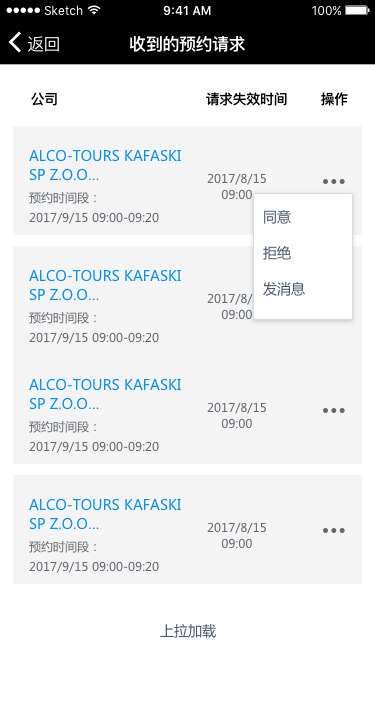 Sketch 9:41 AM 100%
返回 收到的预约请求
公司 请求失效时间 操作
ALCO-TOURS KAFASKI
SP Z.O.O...
预约时间段：
2017/9/15 09:00-09:20
2017/8/15
09:00
同意
拒绝
发消息
ALCO-TOURS KAFASKI
SP Z.O.O...
预约时间段：
2017/9/15 09:00-09:20
2017/8/
09:00
ALCO-TOURS KAFASKI
SP Z.O.O...
预约时间段：
2017/9/15 09:00-09:20
2017/8/15
09:00
ALCO-TOURS KAFASKI
SP Z.O.O...
预约时间段：
2017/9/15 09:00-09:20
2017/8/15
09:00
上拉加载